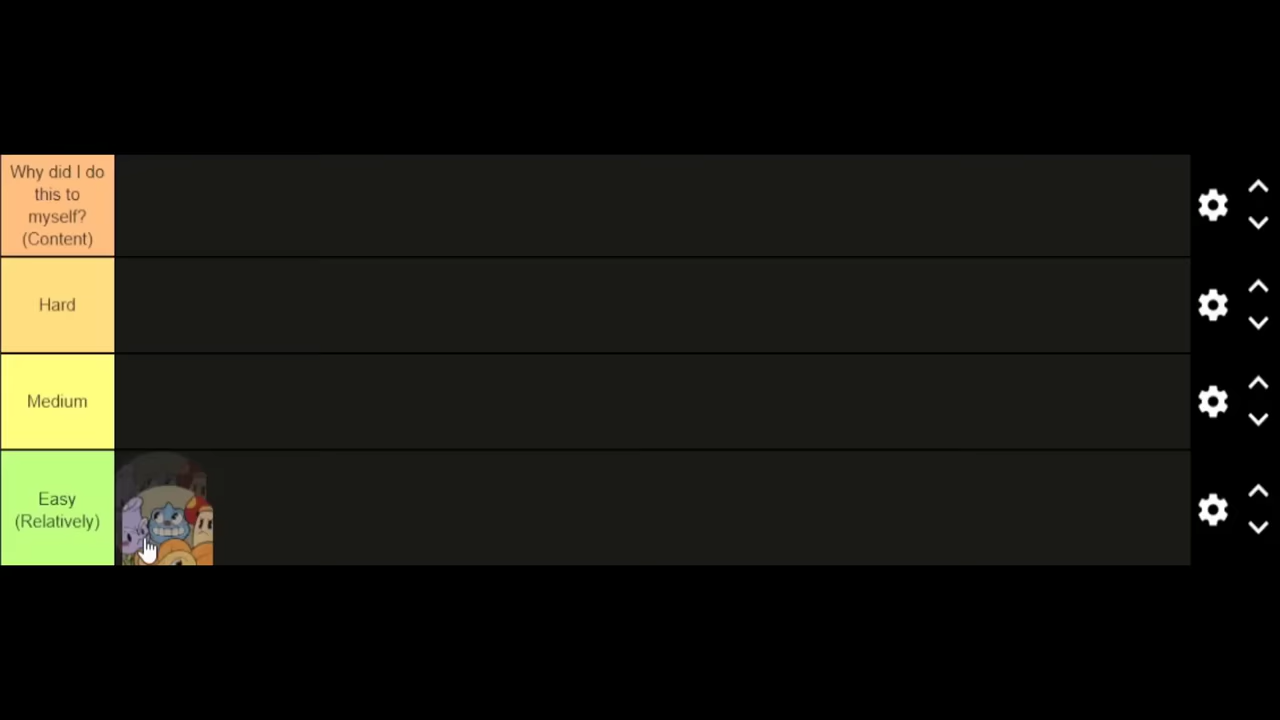 Why did I do
this to
myself?
(Content)
Hard
Medium
Easy
(Relatively)